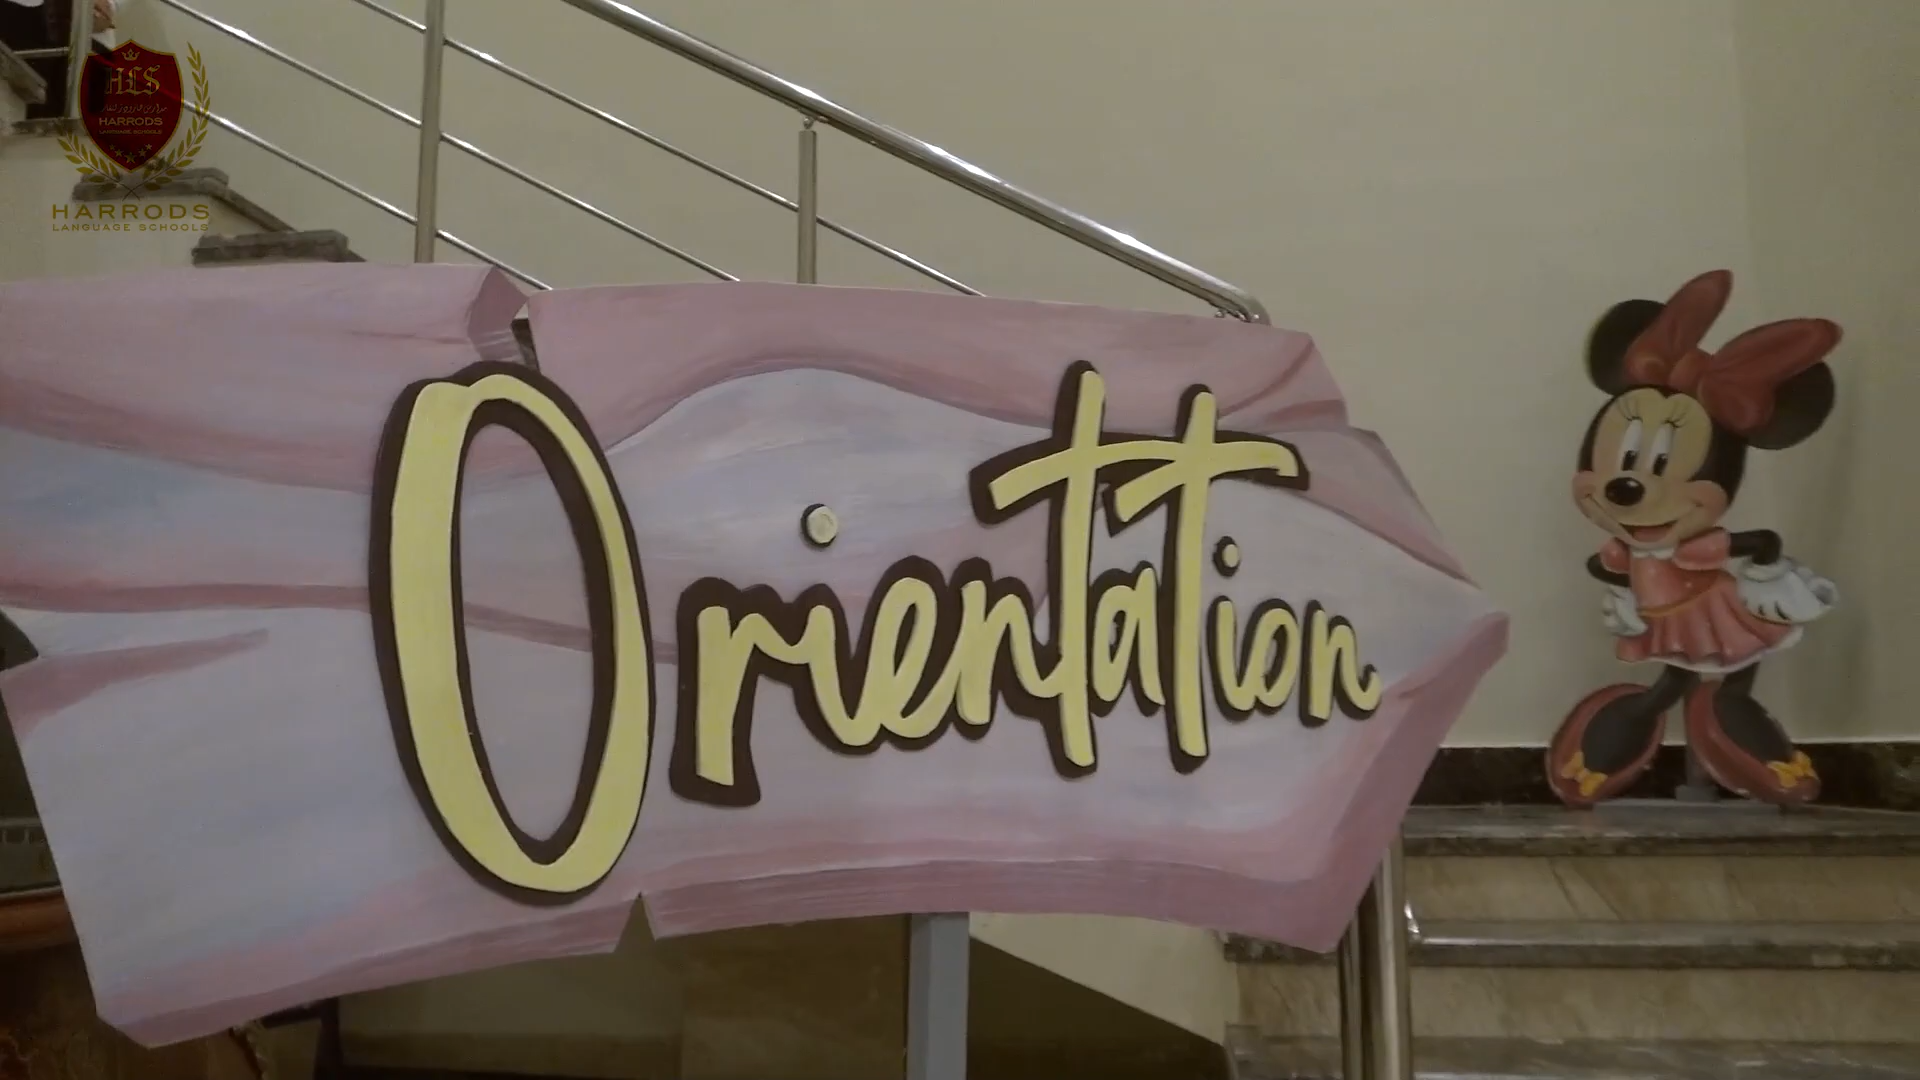 HLS
HARRODS
LANGUAGE SCHOOLS
HARRODS
LANGUAGE SCHOOLS
Orientation